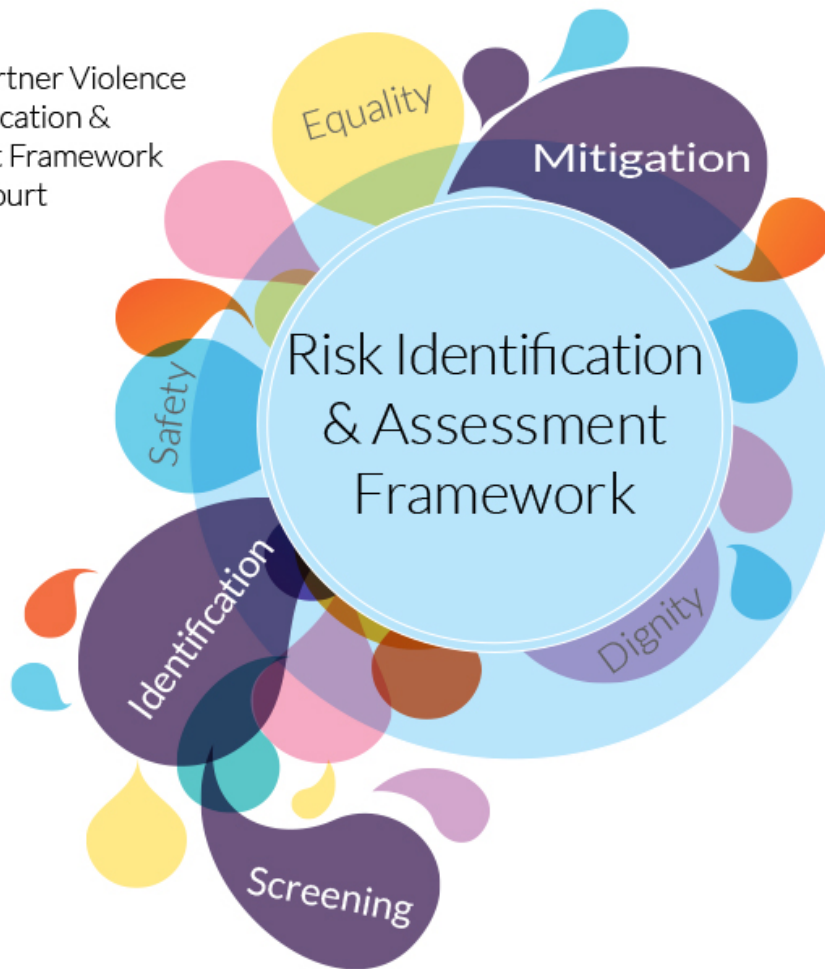 rtner Violence
cation &
t Framework
ourt
Equality
Mitigation
Risk Identification
& Assessment
Framework
Safety
Identification
Dignity
Screening